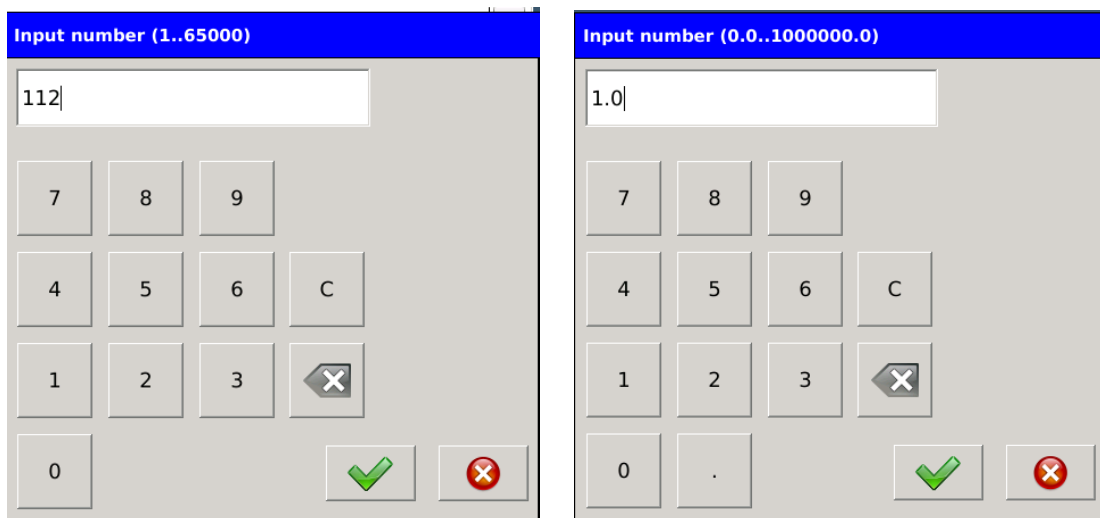 Input number (1..65000)
112
7 8 9
4 5 6 C
1 2 3
0
Input number (0.0..1000000.0)
1.0
7 8 9
4 5 6 C
1 2 3
0 .